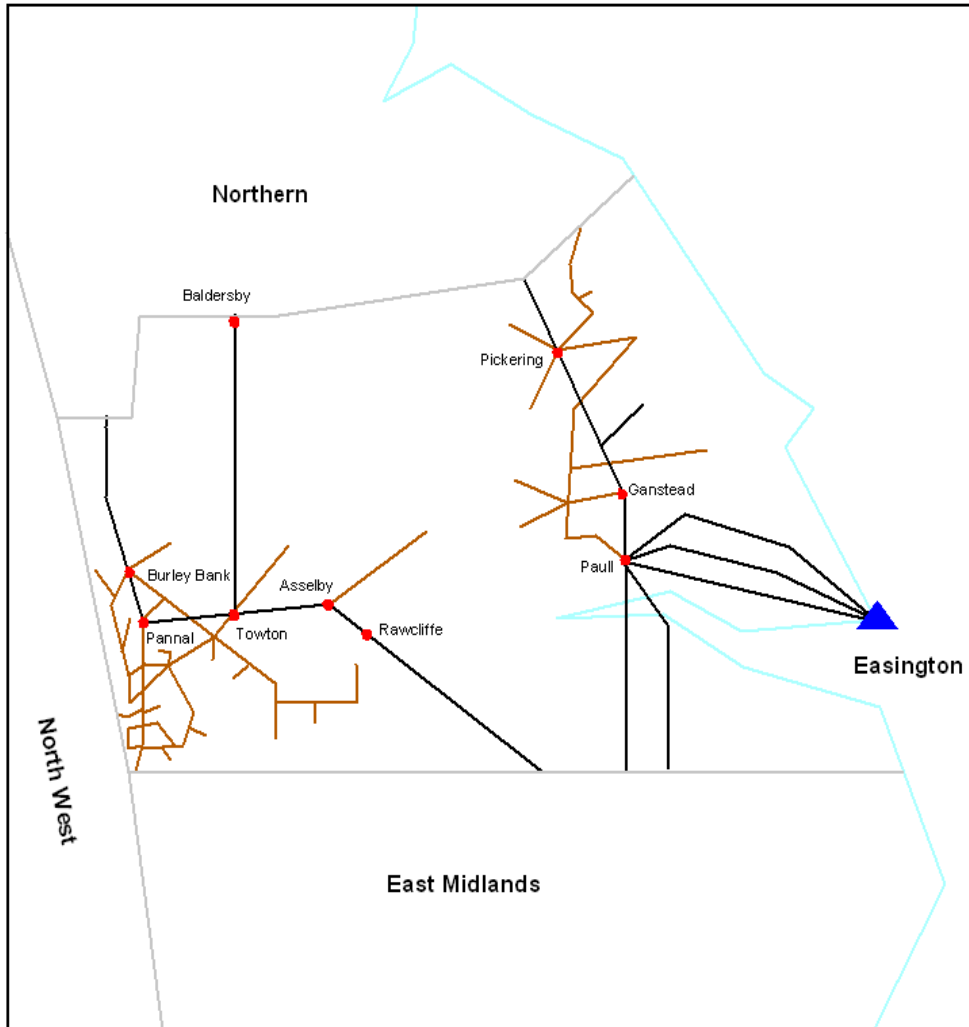 Northern
Baldersby
Pickering
Ganstead
Paull
Burley Bank
Asselby
Pannal
Towton
Rawcliffe
Easington
North West
East Midlands